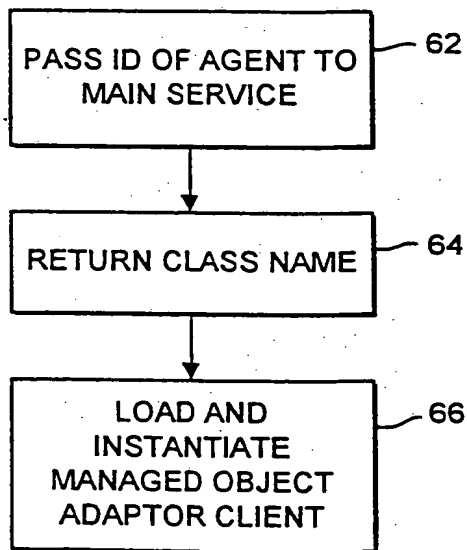 PASS ID OF AGENT TO
MAIN SERVICE
62
RETURN CLASS NAME
64
LOAD AND
INSTANTIATE
MANAGED OBJECT
ADAPTOR CLIENT
66